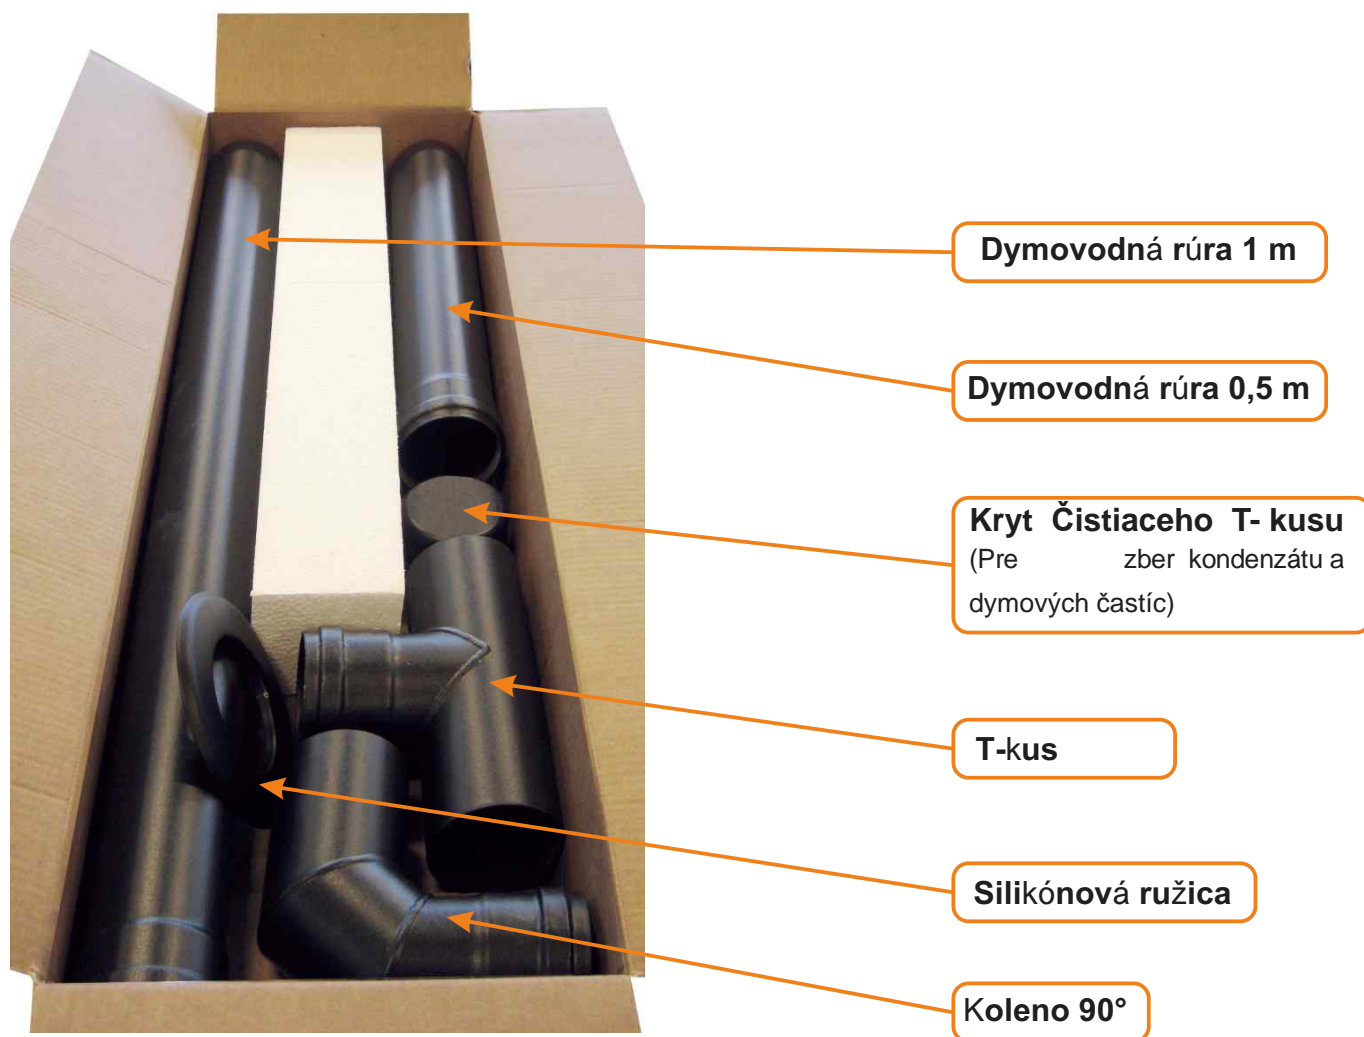 Dymovodná rúra 1 m
Dymovodná rúra 0,5 m
Kryt Čistiaceho T- kusu
(Pre zber kondenzátu a
dymových častíc)
T-kus
Silikónová ružica
Koleno 90°